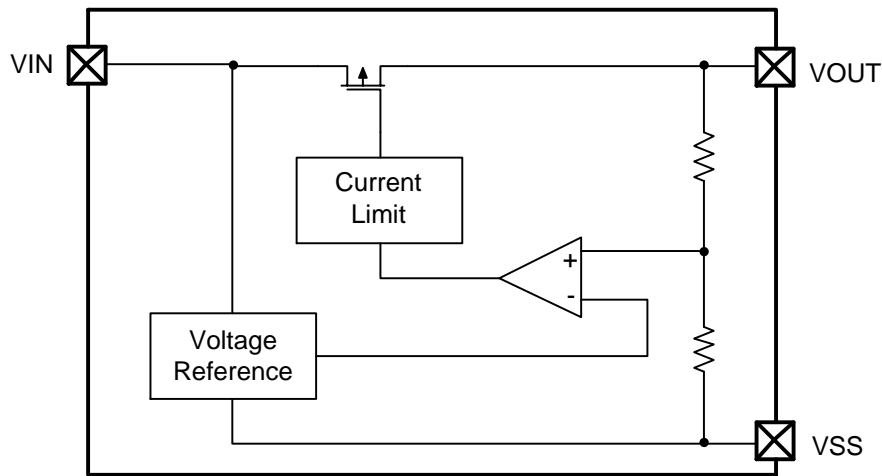 VIN
VOUT
Current
Limit
+
-
Voltage
Reference
VSS